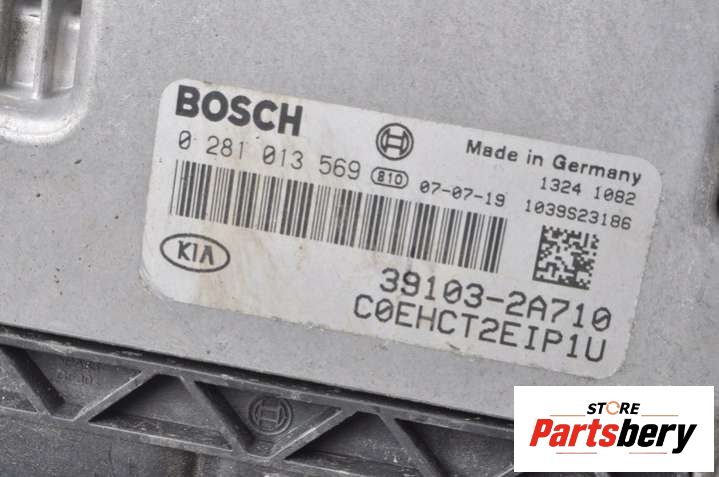 BOSCH
0 281 013 569 810 07-07-19
Made in Germany
1324 1082
1039S23186
KIA
39103-2A710
C0EHCT2EIP1U
STORE
Partsbery